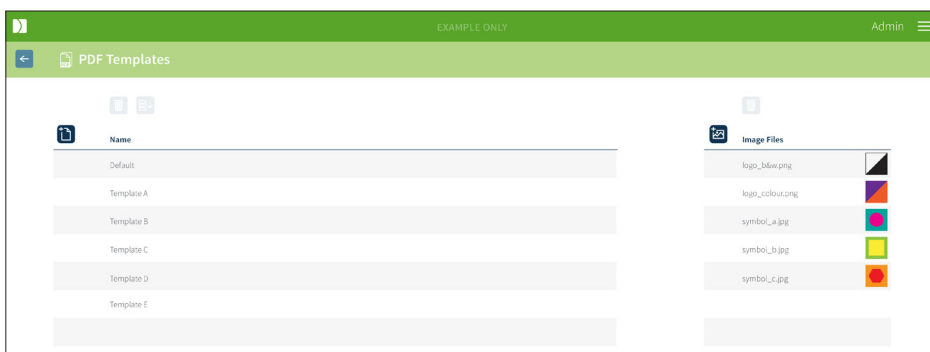 EXAMPLE ONLY
Admin
PDF Templates
Name
Default
Template A
Template B
Template C
Template D
Template E
Image Files
logo_b&w.png
logo_colour.png
symbol_a.jpg
symbol_b.jpg
symbol_c.jpg